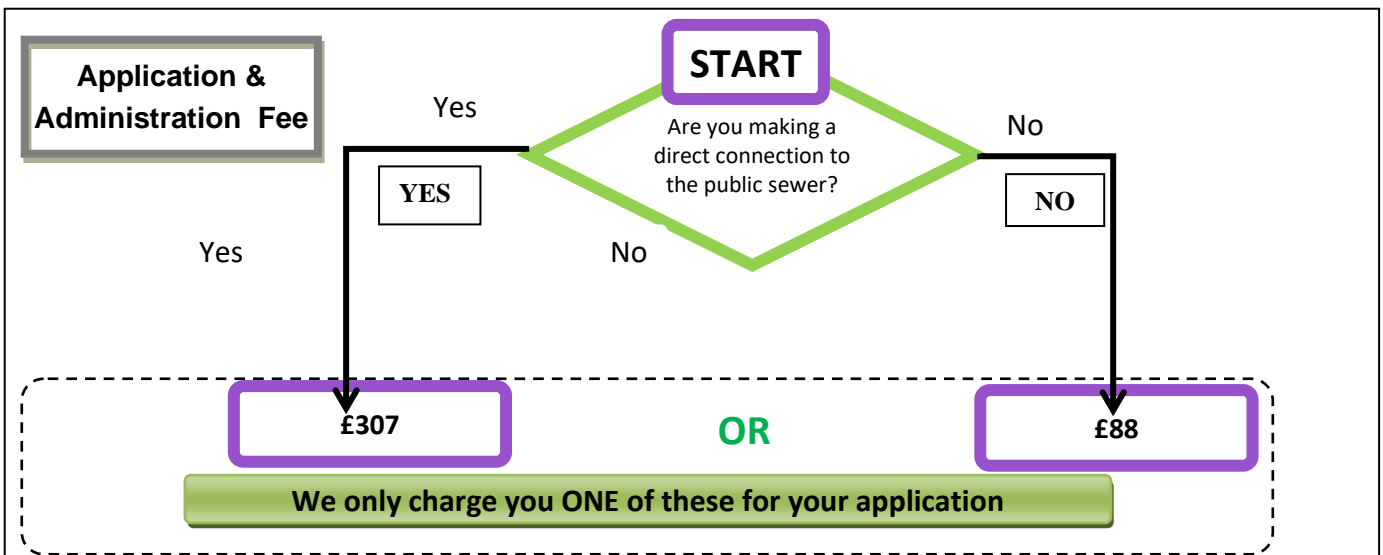 START
Application &
Administration Fee
Yes
No
Are you making a
direct connection to
the public sewer?
YES
NO
Yes
No
£307
OR
£88
We only charge you ONE of these for your application